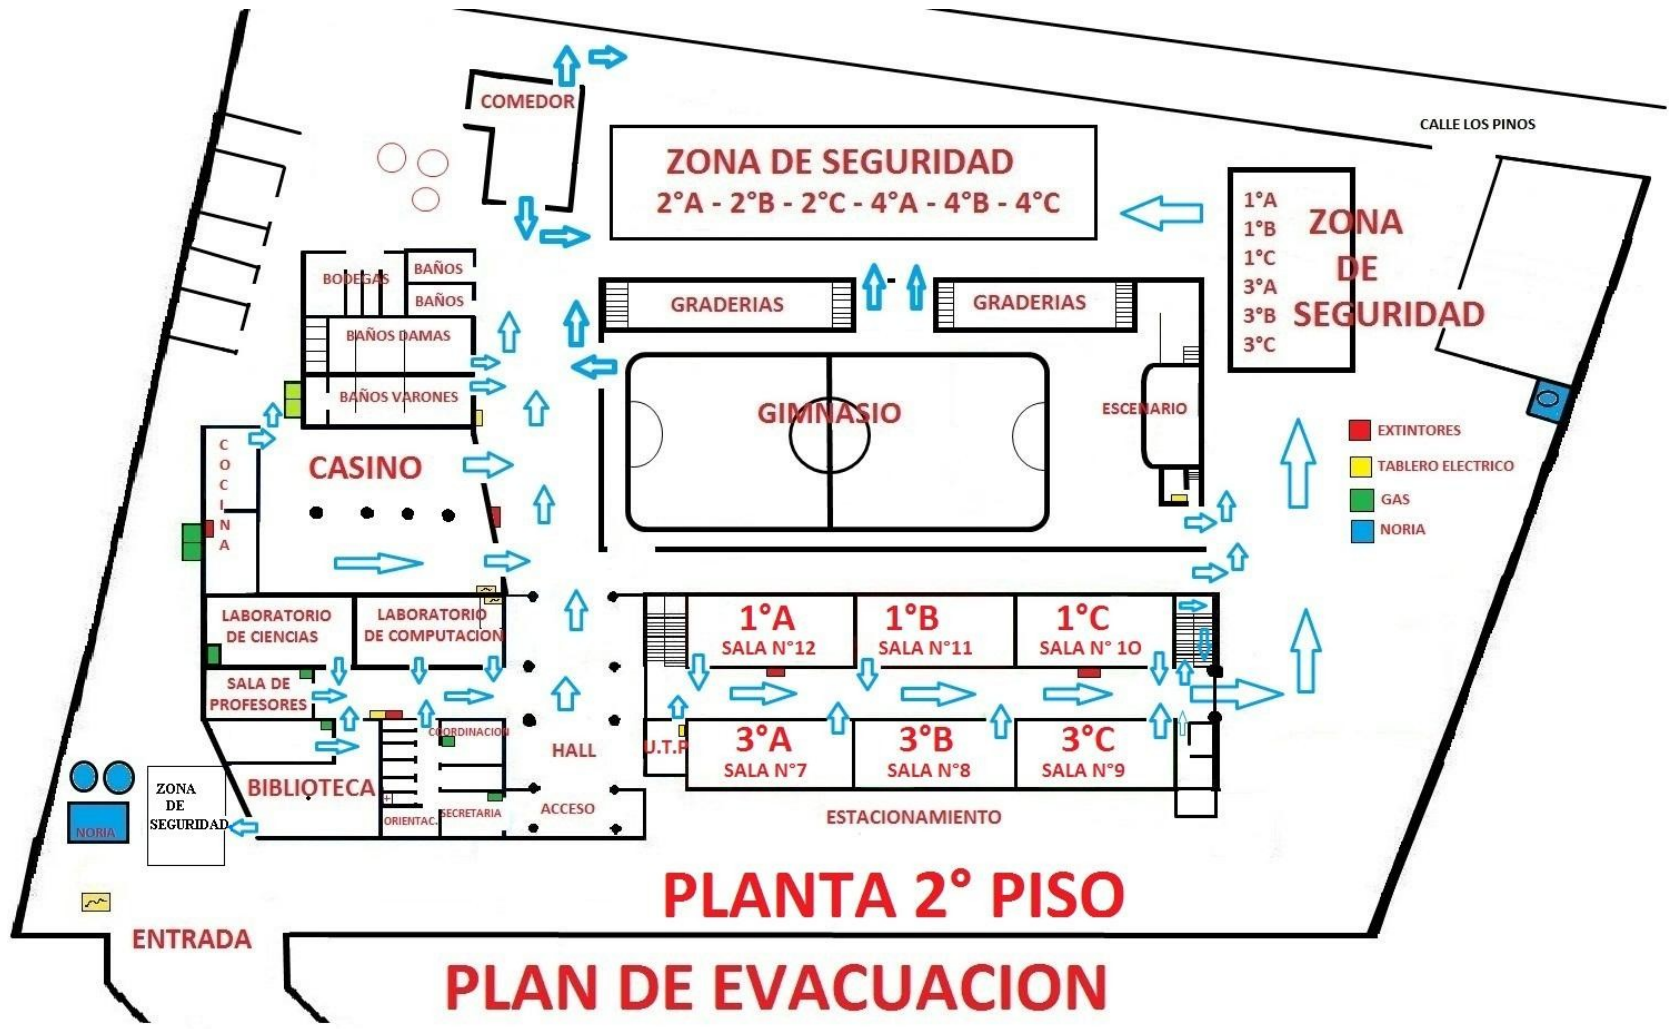 COMEDOR
CALLE LOS PINOS
ZONA DE SEGURIDAD
2°A - 2°B - 2°C - 4°A - 4°B - 4°C
1°A
1°B
1°C
3°A
3°B
3°C
ZONA
DE
SEGURIDAD
BODEGAS
BAÑOS
BAÑOS
BAÑOS DAMAS
BAÑOS VARONES
GRADERIAS
GRADERIAS
GIMNASIO
ESCENARIO
COCINA
CASINO
EXTINTORES
TABLERO ELECTRICO
GAS
NORIA
LABORATORIO
DE CIENCIAS
LABORATORIO
DE COMPUTACION
1°A
SALA N°12
1°B
SALA N°11
1°C
SALA N° 1O
SALA DE
PROFESORES
COORDINACION
HALL
U.T.P
3°A
SALA N°7
3°B
SALA N°8
3°C
SALA N°9
BIBLIOTECA
ZONA
DE
SEGURIDAD
NORIA
ORIENTAC.
SECRETARIA
ACCESO
ESTACIONAMIENTO
PLANTA 2° PISO
ENTRADA
PLAN DE EVACUACION